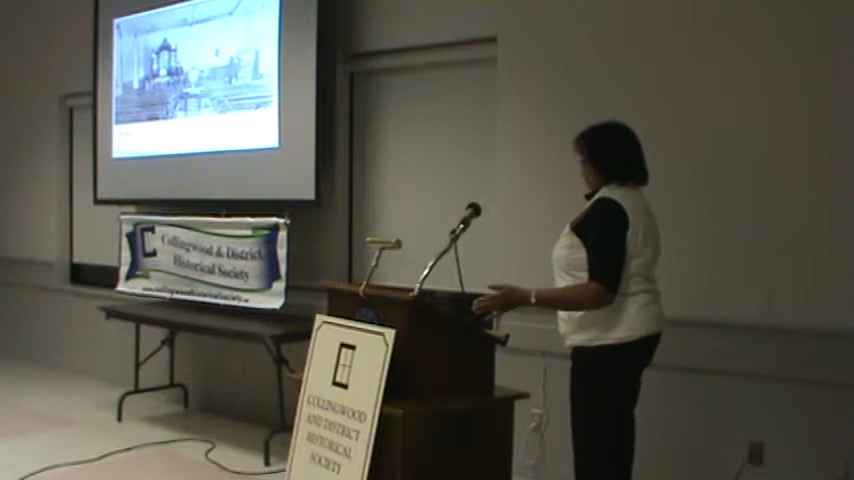 Collingwood & District
Historical Society
COLLINGWOOD
AND DISTRICT
HISTORICAL
SOCIETY